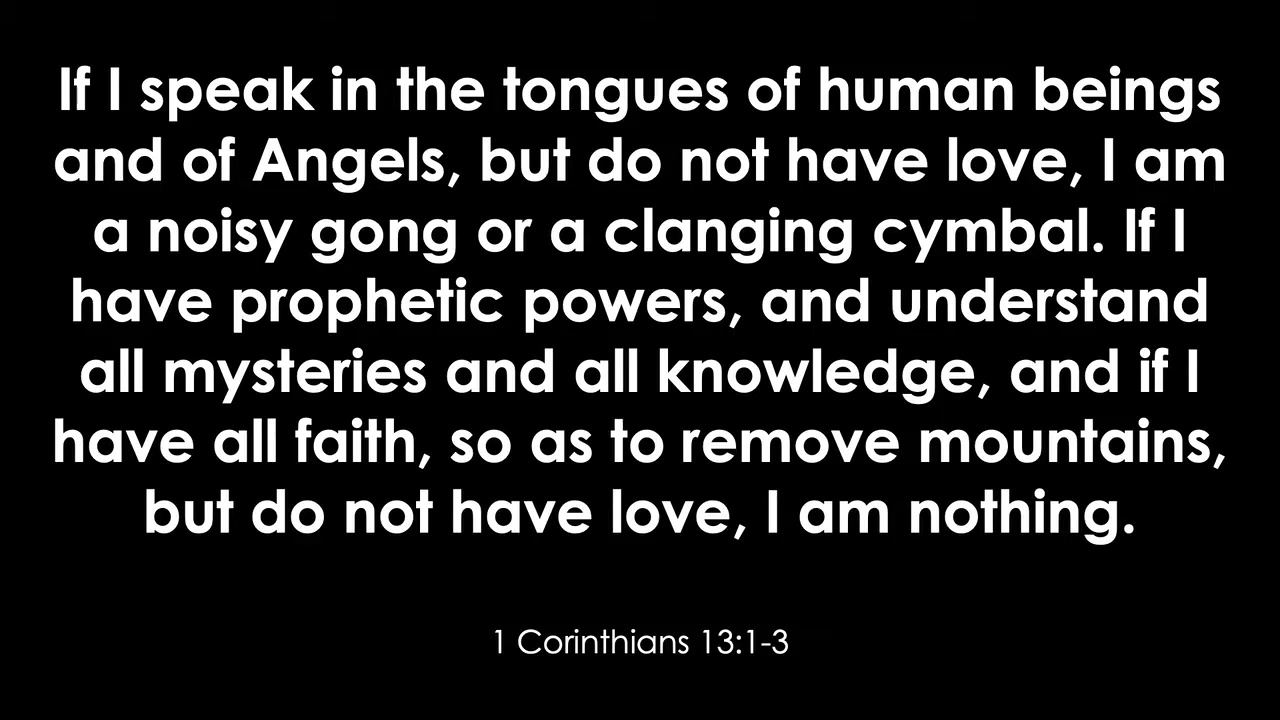 If I speak in the tongues of human beings
and of Angels, but do not have love, I am
a noisy gong or a clanging cymbal. If I
have prophetic powers, and understand
all mysteries and all knowledge, and if I
have all faith, so as to remove mountains,
but do not have love, I am nothing.
1 Corinthians 13:1-3